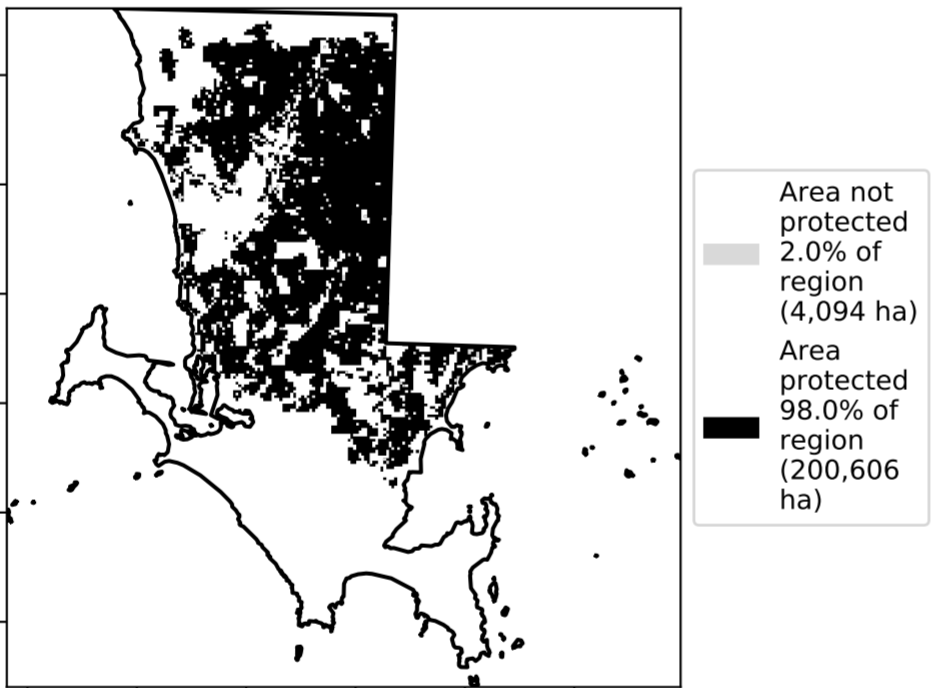 Area not
protected
2.0% of
region
(4,094 ha)
Area
protected
98.0% of
region
(200,606
ha)